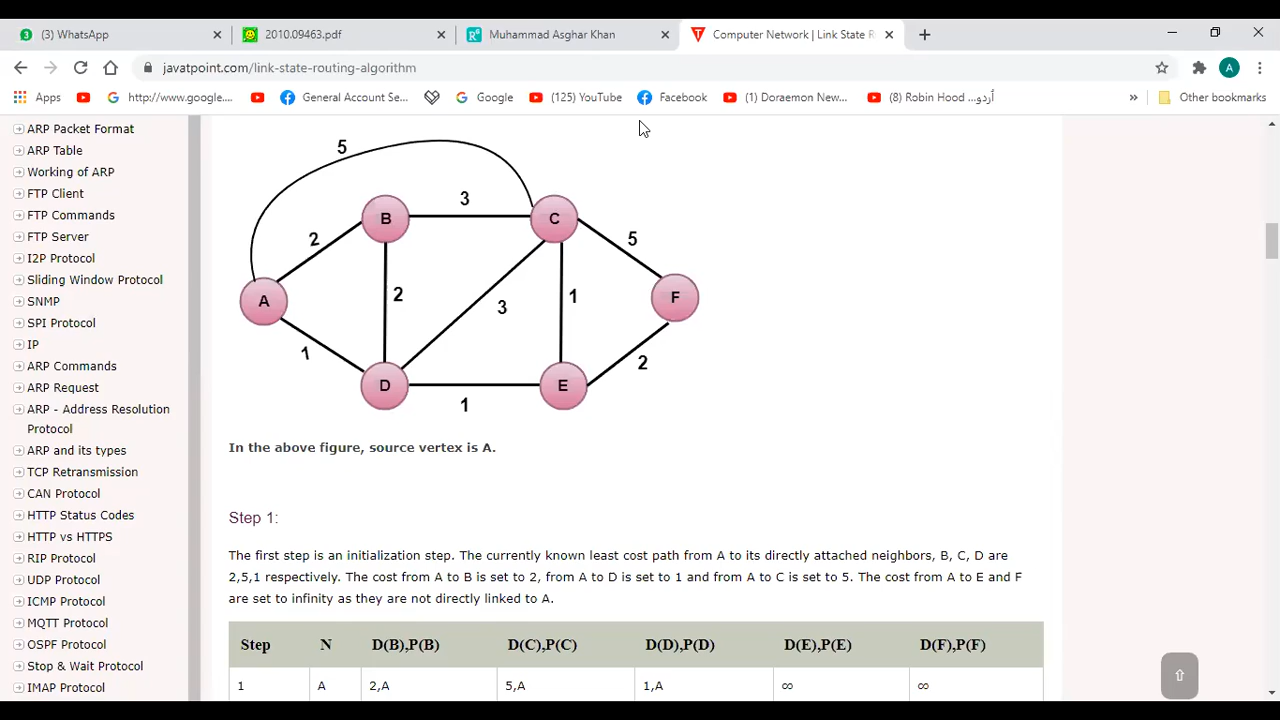 (3) WhatsApp
2010.09463.pdf
Muhammad Asghar Khan
Computer Network | Link State R
javatpoint.com/link-state-routing-algorithm
A
Apps
http://www.google....
General Account Se...
Google
(125) YouTube
Facebook
(1) Doraemon New...
(8) Robin Hood ...أردو
»
Other bookmarks
ARP Packet Format
ARP Table
Working of ARP
FTP Client
FTP Commands
FTP Server
I2P Protocol
Sliding Window Protocol
SNMP
SPI Protocol
IP
ARP Commands
ARP Request
ARP - Address Resolution
Protocol
ARP and its types
TCP Retransmission
CAN Protocol
HTTP Status Codes
HTTP vs HTTPS
RIP Protocol
UDP Protocol
ICMP Protocol
MQTT Protocol
OSPF Protocol
Stop & Wait Protocol
IMAP Protocol
5
B
3
C
2
5
A
2
3
1
F
1
2
D
1
E
In the above figure, source vertex is A.
Step 1:
The first step is an initialization step. The currently known least cost path from A to its directly attached neighbors, B, C, D are
2,5,1 respectively. The cost from A to B is set to 2, from A to D is set to 1 and from A to C is set to 5. The cost from A to E and F
are set to infinity as they are not directly linked to A.
Step N D(B),P(B) D(C),P(C) D(D),P(D) D(E),P(E) D(F),P(F)
1 A 2,A 5,A 1,A ∞ ∞